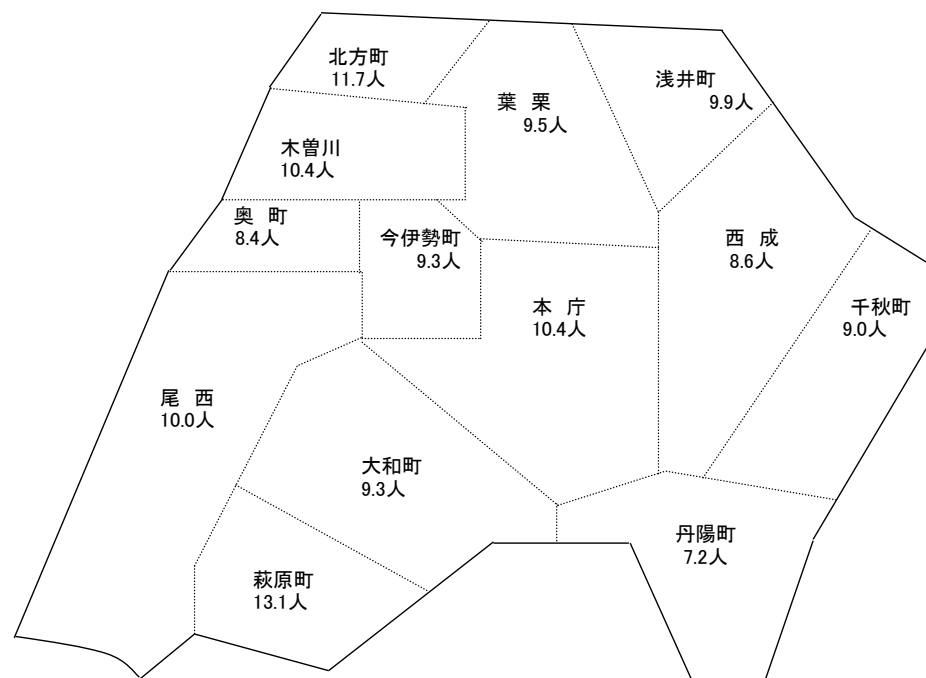 北方町
11.7人
浅井町
9.9人
葉 栗
9.5人
木曽川
10.4人
奥 町
8.4人
今伊勢町
9.3人
西 成
8.6人
本 庁
10.4人
千秋町
9.0人
尾 西
10.0人
大和町
9.3人
丹陽町
7.2人
萩原町
13.1人